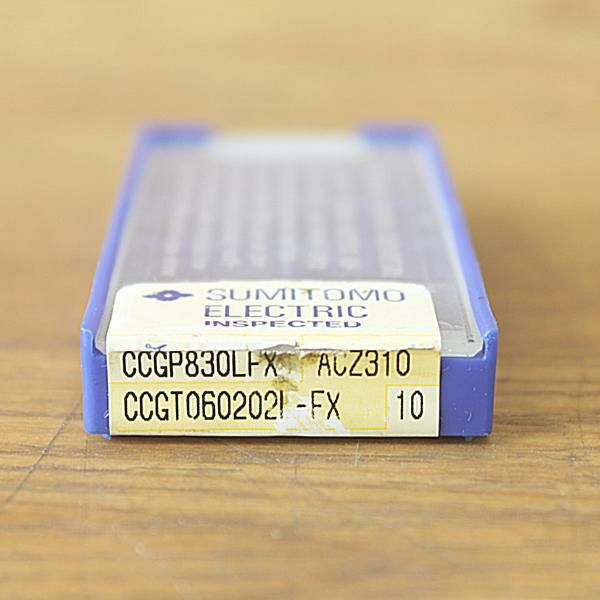 SUMITOMO
ELECTRIC
INSPECTED
CCGP830LFX ACZ310
CCGT060202L-FX 10